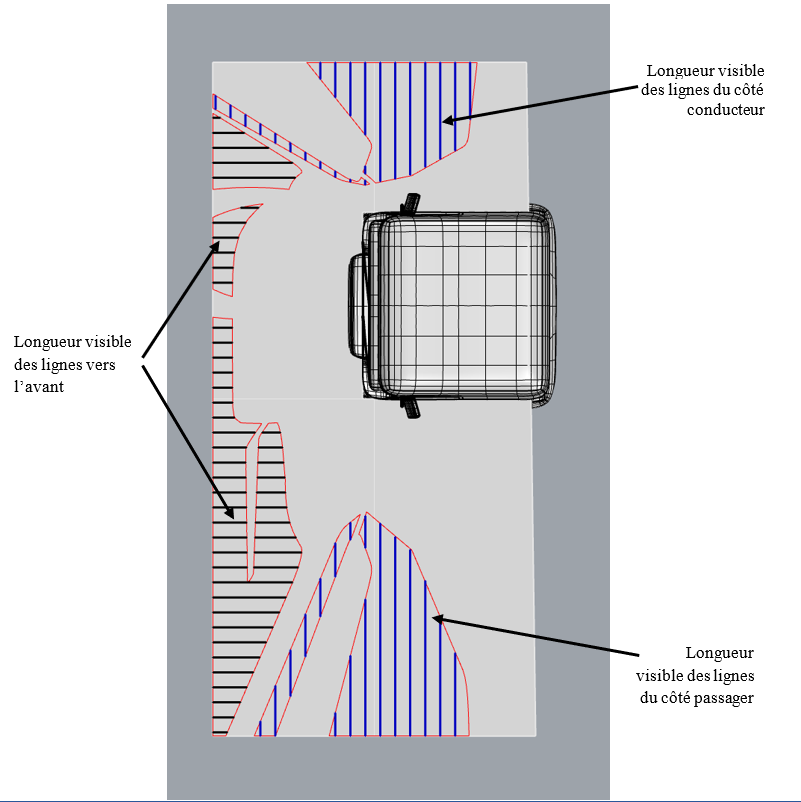 Longueur visible
des lignes du côté
conducteur
Longueur visible
des lignes vers
l’avant
Longueur
visible des lignes
du côté passager